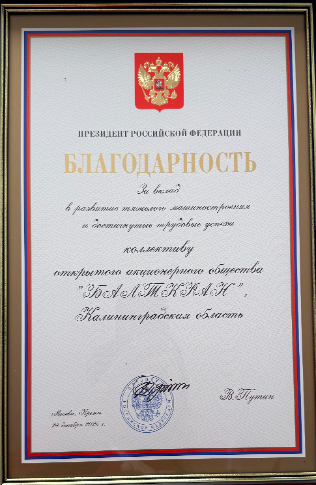 ПРЕЗИДЕНТ РОССИЙСКОЙ ФЕДЕРАЦИИ
БЛАГОДАРНОСТЬ
За вклад
в развитие тяжелого машиностроения
и достигнутые трудовые успехи
коллективу
открытого акционерного общества
"БАЛТКРАН",
Калининградская область
В.Путин
Москва, Кремль
декабря